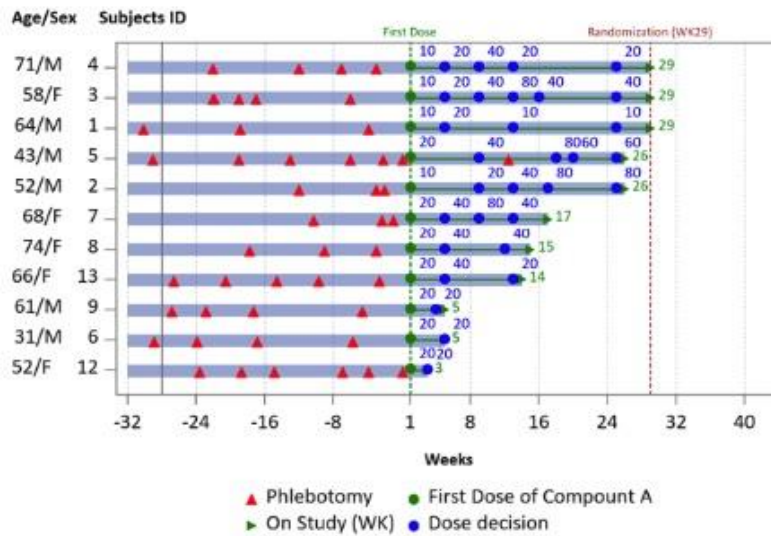 Age/Sex Subjects ID
First Dose Randomization (WK29)
10 20 40 20 20
71/M 4 29
10 20 40 80 40 40
58/F 3 29
10 20 10 10
64/M 1 29
20 40 80 60 60
43/M 5 26
10 20 40 80 80
52/M 2 26
20 40 80 40
68/F 7 17
20 40 40
74/F 8 15
20 40 20
66/F 13 14
20 20
61/M 9 5
20 20
31/M 6 5
20 20
52/F 12 3
-32 -24 -16 -8 1 8 16 24 32 40
Weeks
Phlebotomy First Dose of Compound A
On Study (WK) Dose decision